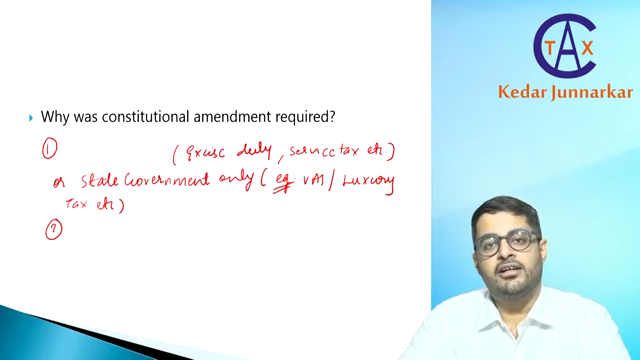 TAX
Kedar Junnarkar
Why was constitutional amendment required?
① (Excise duly, service tax etc)
or State Government only (eg VAT / Luxury
Tax etc)
②